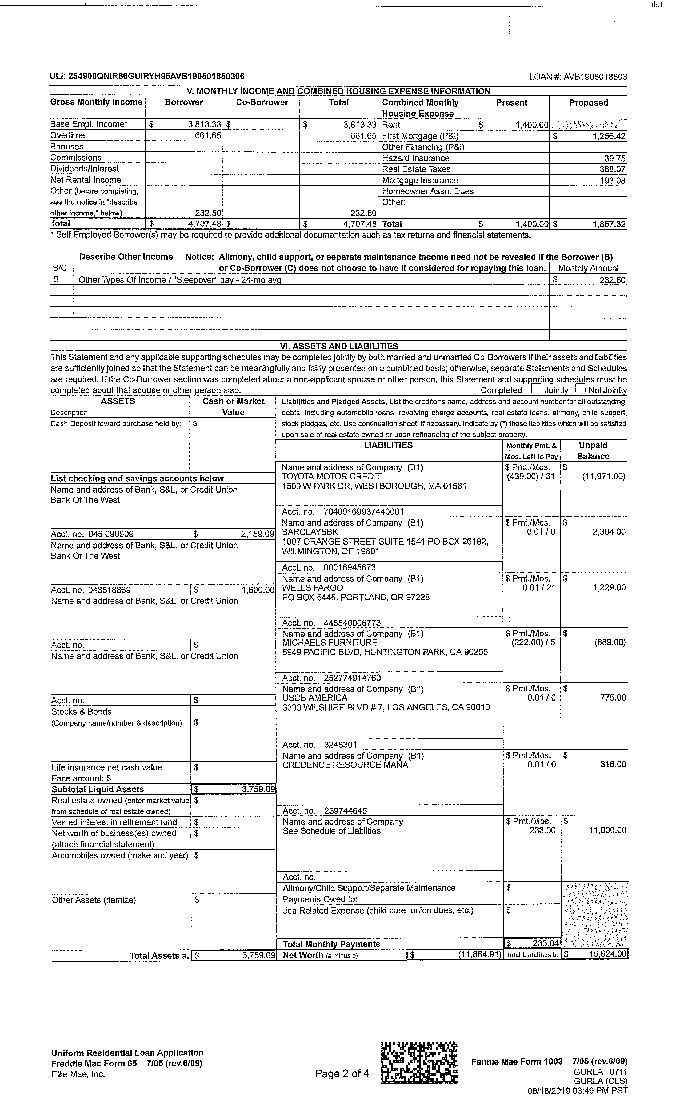 ULI: 254900QNIR86GUIRYH95AVB190501850306 LOAN #: AVB1905018503
V. MONTHLY INCOME AND COMBINED HOUSING EXPENSE INFORMATION
Gross Monthly Income Borrower Co-Borrower Total Combined Monthly Housing Expense Present Proposed
Base Empl. Income* $ 3,813.33 $ $ 3,813.33 Rent $ 1,400.00
Overtime 661.65 661.65 First Mortgage (P&I) $ 1,256.42
Bonuses Other Financing (P&I)
Commissions Hazard Insurance 39.75
Dividends/Interest Real Estate Taxes 368.07
Net Rental Income Mortgage Insurance 193.08
Other (before completing, Homeowner Assn. Dues
see the notice in "describe Other:
other income," below) 232.50 232.50
Total $ 4,707.48 $ $ 4,707.48 Total $ 1,400.00 $ 1,857.32
* Self Employed Borrower(s) may be required to provide additional documentation such as tax returns and financial statements.
Describe Other Income Notice: Alimony, child support, or separate maintenance income need not be revealed if the Borrower (B)
B/C or Co-Borrower (C) does not choose to have it considered for repaying this loan. Monthly Amount
B Other Types Of Income / "Sleepover" pay - 24-mo avg $ 232.50
VI. ASSETS AND LIABILITIES
This Statement and any applicable supporting schedules may be completed jointly by both married and unmarried Co-Borrowers if their assets and liabilities
are sufficiently joined so that the Statement can be meaningfully and fairly presented on a combined basis; otherwise, separate Statements and Schedules
are required. If the Co-Borrower section was completed about a non-applicant spouse or other person, this Statement and supporting schedules must be
completed about that spouse or other person also. Completed Jointly Not Jointly
ASSETS Cash or Market Value
Description
Cash Deposit toward purchase held by: $
List checking and savings accounts below
Name and address of Bank, S&L, or Credit Union
Bank Of The West
Acct. no. $ 2,159.09
Name and address of Bank, S&L, or Credit Union
Bank Of The West
Acct. no. $ 1,600.00
Name and address of Bank, S&L, or Credit Union
Acct. no. $
Name and address of Bank, S&L, or Credit Union
Acct. no. $
Stocks & Bonds
(Company name/number & description) $
Life insurance net cash value $
Face amount: $
Subtotal Liquid Assets $ 3,759.09
Real estate owned (enter market value $
from schedule of real estate owned)
Vested interest in retirement fund $
Net worth of business(es) owned $
(attach financial statement)
Automobiles owned (make and year) $
Other Assets (itemize) $
Total Assets a. $ 3,759.09
Liabilities and Pledged Assets. List the creditor's name, address and account number for all outstanding
debts, including automobile loans, revolving charge accounts, real estate loans, alimony, child support,
stock pledges, etc. Use continuation sheet, if necessary. Indicate by (*) those liabilities which will be satisfied
upon sale of real estate owned or upon refinancing of the subject property.
LIABILITIES Monthly Pmt. & Mos. Left to Pay Unpaid Balance
Name and address of Company (B1) $ Pmt./Mos. $
TOYOTA MOTOR CREDIT (439.00) / 31 (11,971.00)
W PARK DR, WESTBOROUGH, MA 01581
Acct. no.
Name and address of Company (B1) $ Pmt./Mos. $
BARCLAYSBK 0.01 / 0 2,304.00
1007 ORANGE STREET SUITE 1541 PO BOX 26182,
WILMINGTON, DE 19801
Acct. no. 00016945673
Name and address of Company (B1) $ Pmt./Mos. $
WELLS FARGO 0.01 / 21 1,229.00
PO BOX 5445, PORTLAND, OR 97228
Acct. no. 445540006773
Name and address of Company (B1) $ Pmt./Mos. $
MICHAELS FURNITURE (222.00) / 3 (689.00)
5949 PACIFIC BLVD, HUNTINGTON PARK, CA 90255
Acct. no. 252774914760
Name and address of Company (B1) $ Pmt./Mos. $
USCB AMERICA 0.01 / 0 775.00
3333 WILSHIRE BLVD # 7, LOS ANGELES, CA 90010
Acct. no. 3248301
Name and address of Company (B1) $ Pmt./Mos. $
CREDENCE RESOURCE MANA 0.01 / 0 316.00
Acct. no. 239744645
Name and address of Company $ Pmt./Mos. $
See Schedule of Liabilities 233.00 11,000.00
Acct. no.
Alimony/Child Support/Separate Maintenance $
Payments Owed to:
Job Related Expense (child care, union dues, etc.) $
Total Monthly Payments $ 233.04
Net Worth (a minus b) $ (11,864.91) Total Liabilities b. $ 15,624.00
Uniform Residential Loan Application
Freddie Mac Form 65 7/05 (rev.6/09)
Ellie Mae, Inc.
Page 2 of 4
Fannie Mae Form 1003 7/05 (rev.6/09)
GURLA 0711
GURLA (CLS)
06/18/2019 03:49 PM PST